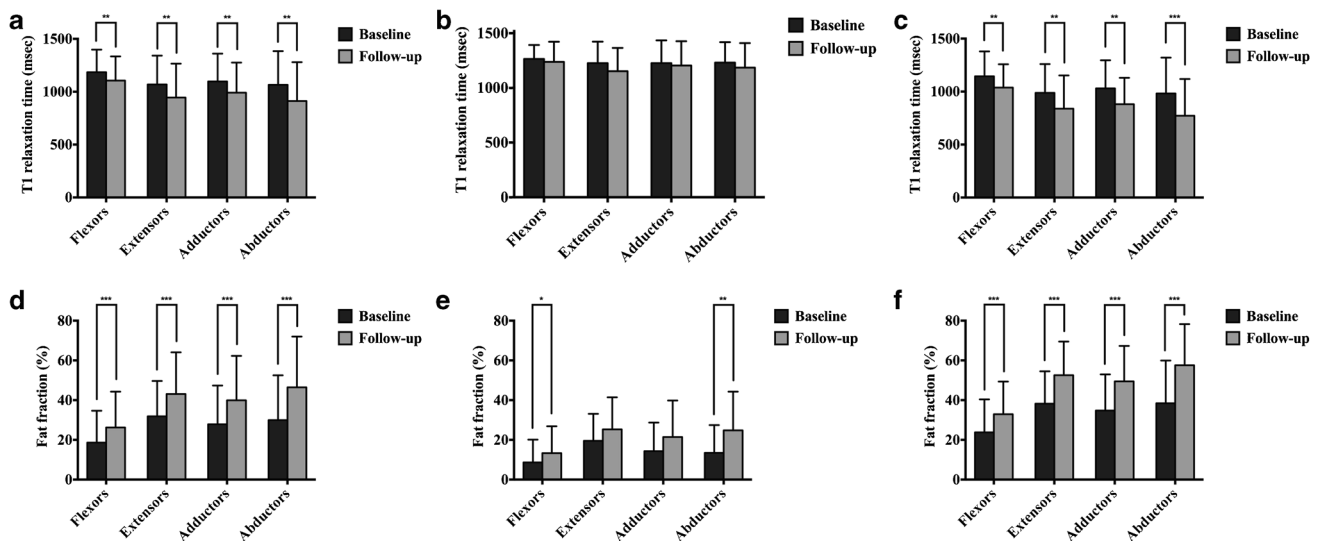 a
** ** ** **
T1 relaxation time (msec)
1500
1000
500
0
Flexors
Extensors
Adductors
Abductors
Baseline
Follow-up
b
T1 relaxation time (msec)
1500
1000
500
0
Flexors
Extensors
Adductors
Abductors
Baseline
Follow-up
c
** ** ** ***
T1 relaxation time (msec)
1500
1000
500
0
Flexors
Extensors
Adductors
Abductors
Baseline
Follow-up
d
*** *** *** ***
Fat fraction (%)
80
60
40
20
0
Flexors
Extensors
Adductors
Abductors
Baseline
Follow-up
e
* **
Fat fraction (%)
80
60
40
20
0
Flexors
Extensors
Adductors
Abductors
Baseline
Follow-up
f
*** *** *** ***
Fat fraction (%)
80
60
40
20
0
Flexors
Extensors
Adductors
Abductors
Baseline
Follow-up